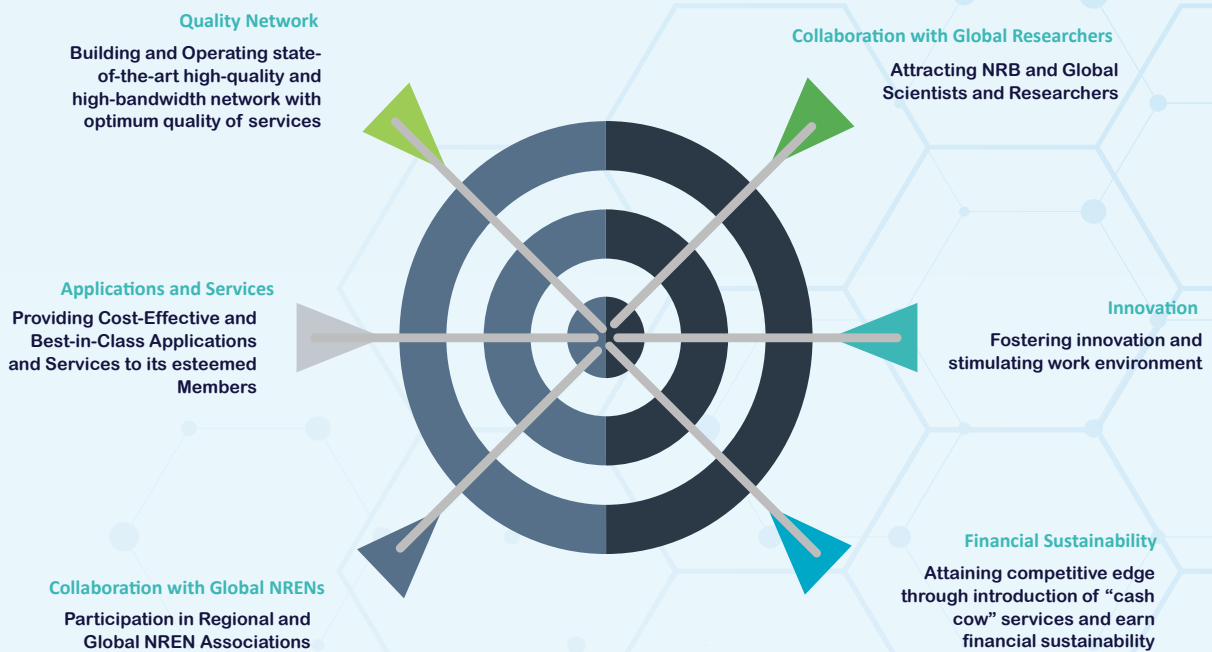 Quality Network
Building and Operating state-
of-the-art high-quality and
high-bandwidth network with
optimum quality of services
Collaboration with Global Researchers
Attracting NRB and Global
Scientists and Researchers
Applications and Services
Providing Cost-Effective and
Best-in-Class Applications
and Services to its esteemed
Members
Innovation
Fostering innovation and
stimulating work environment
Collaboration with Global NRENs
Participation in Regional and
Global NREN Associations
Financial Sustainability
Attaining competitive edge
through introduction of “cash
cow” services and earn
financial sustainability